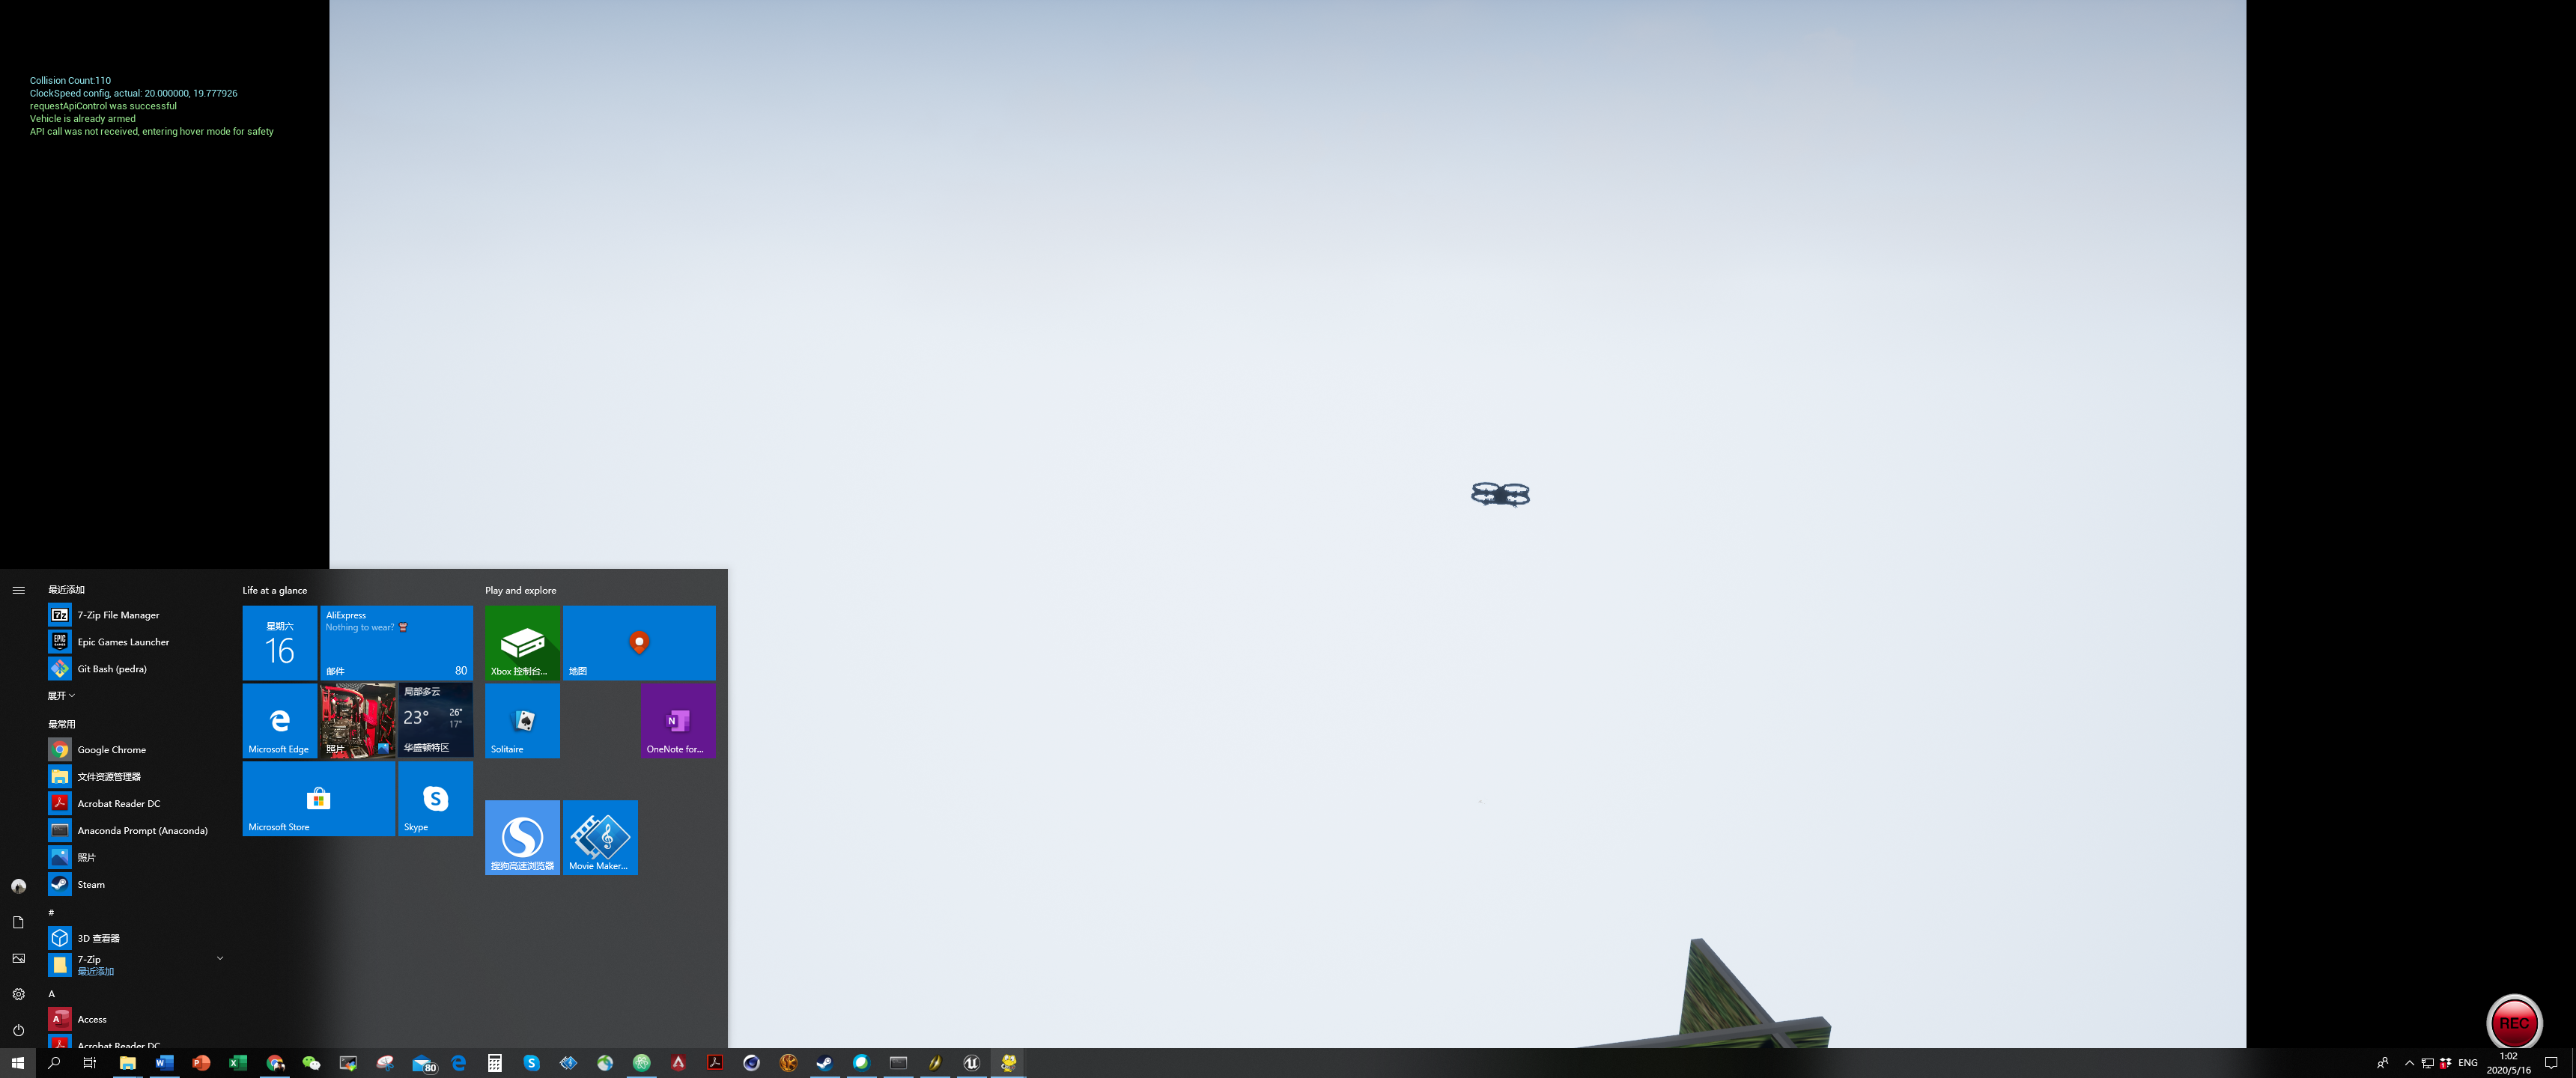 Collision Count:110
ClockSpeed config, actual: 20.000000, 19.777926
requestApiControl was successful
Vehicle is already armed
API call was not received, entering hover mode for safety
最近添加
7-Zip File Manager
Epic Games Launcher
Git Bash (pedra)
展开
最常用
Google Chrome
文件资源管理器
Acrobat Reader DC
Anaconda Prompt (Anaconda)
照片
Steam
#
3D 查看器
7-Zip
最近添加
A
Access
Acrobat Reader DC
Life at a glance
星期六
16
AliExpress
Nothing to wear?
邮件 80
Microsoft Edge
照片
局部多云
23° 26°
17°
华盛顿特区
Microsoft Store
Skype
Play and explore
Xbox 控制台...
地图
Solitaire
OneNote for...
搜狗高速浏览器
Movie Maker...
REC
80
ENG
1:02
2020/5/16